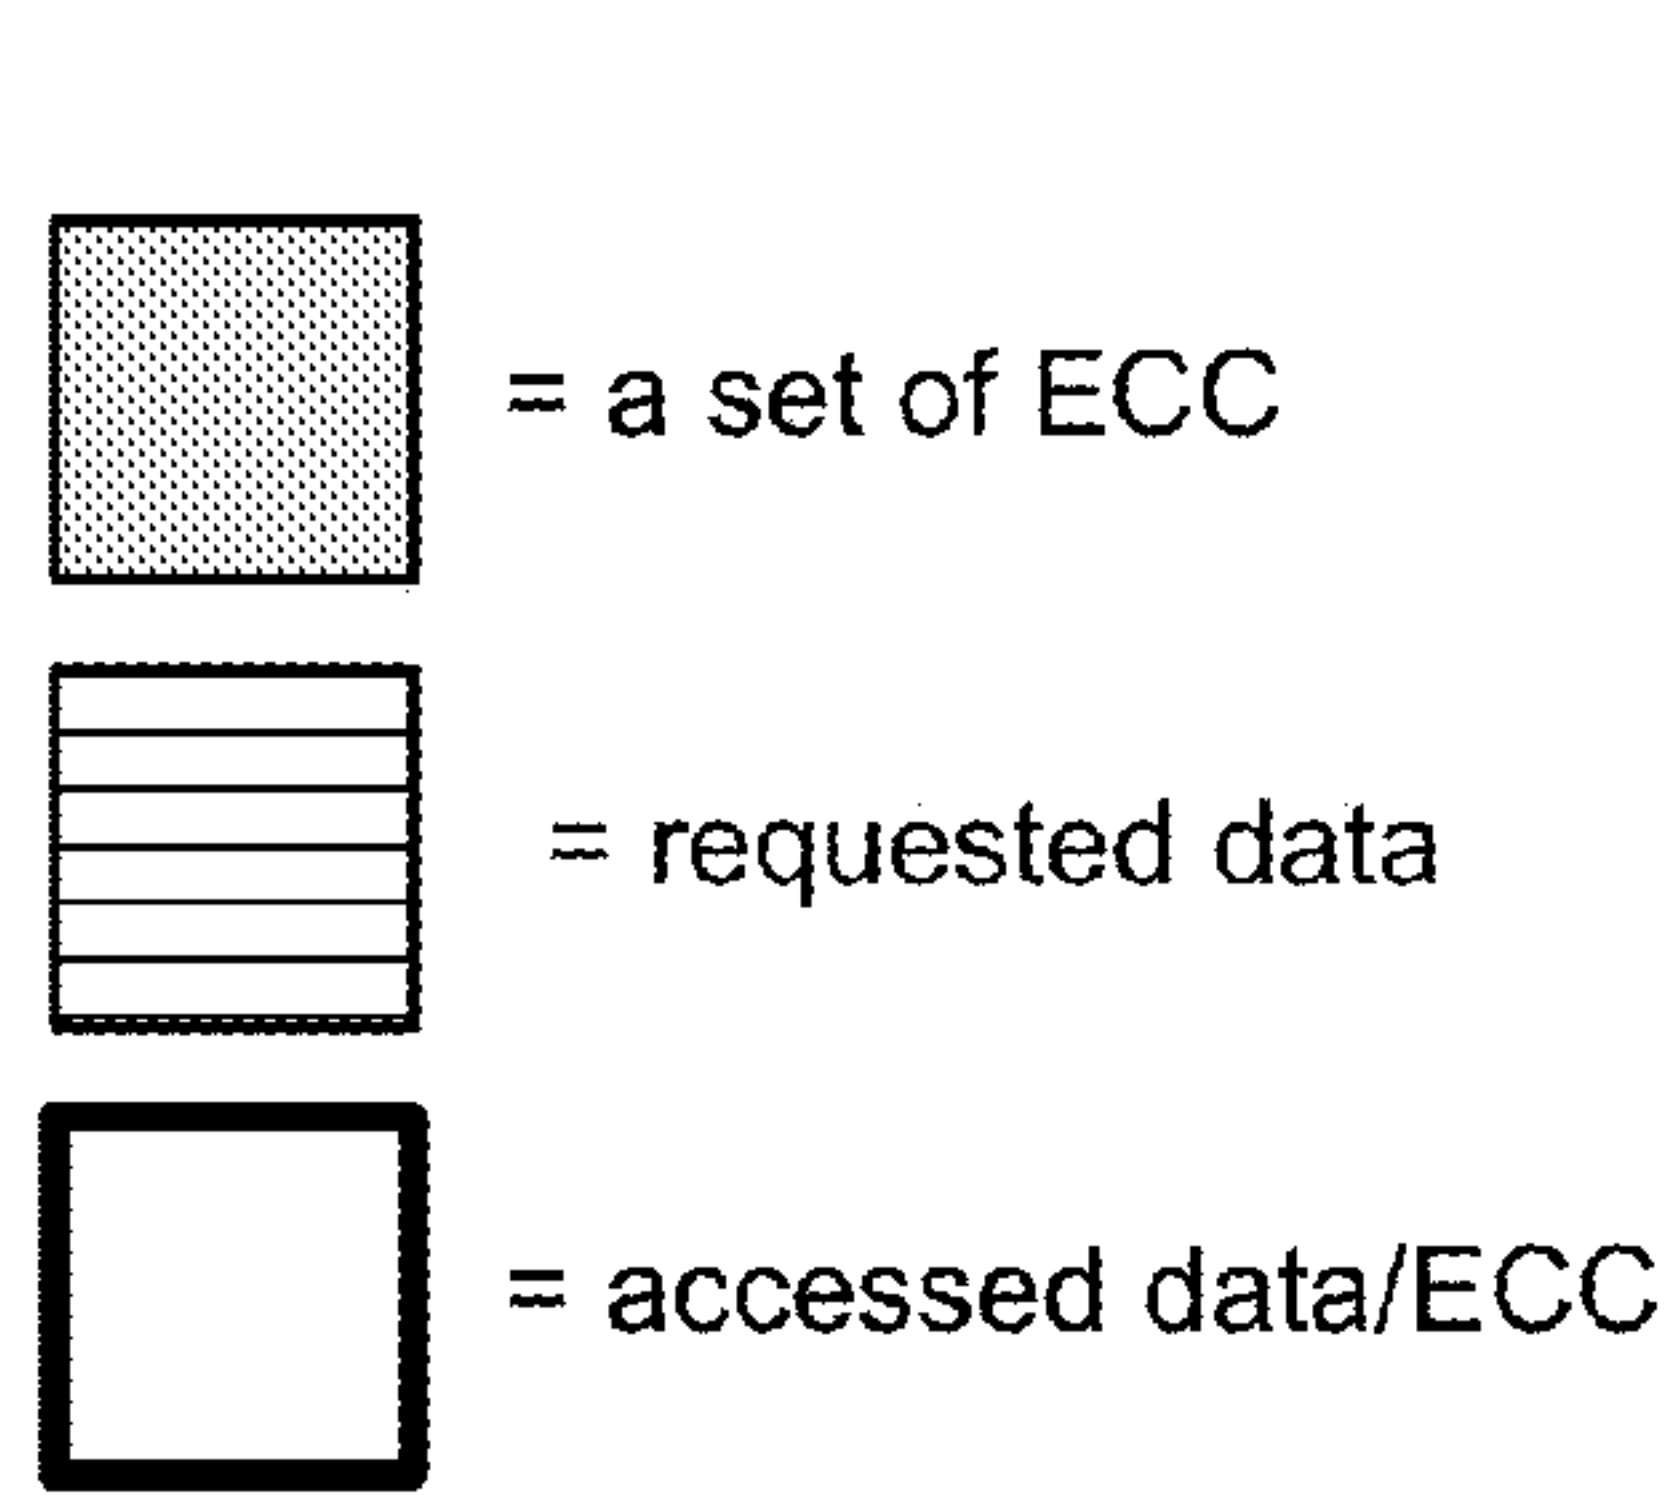 = a set of ECC
= requested data
= accessed data/ECC